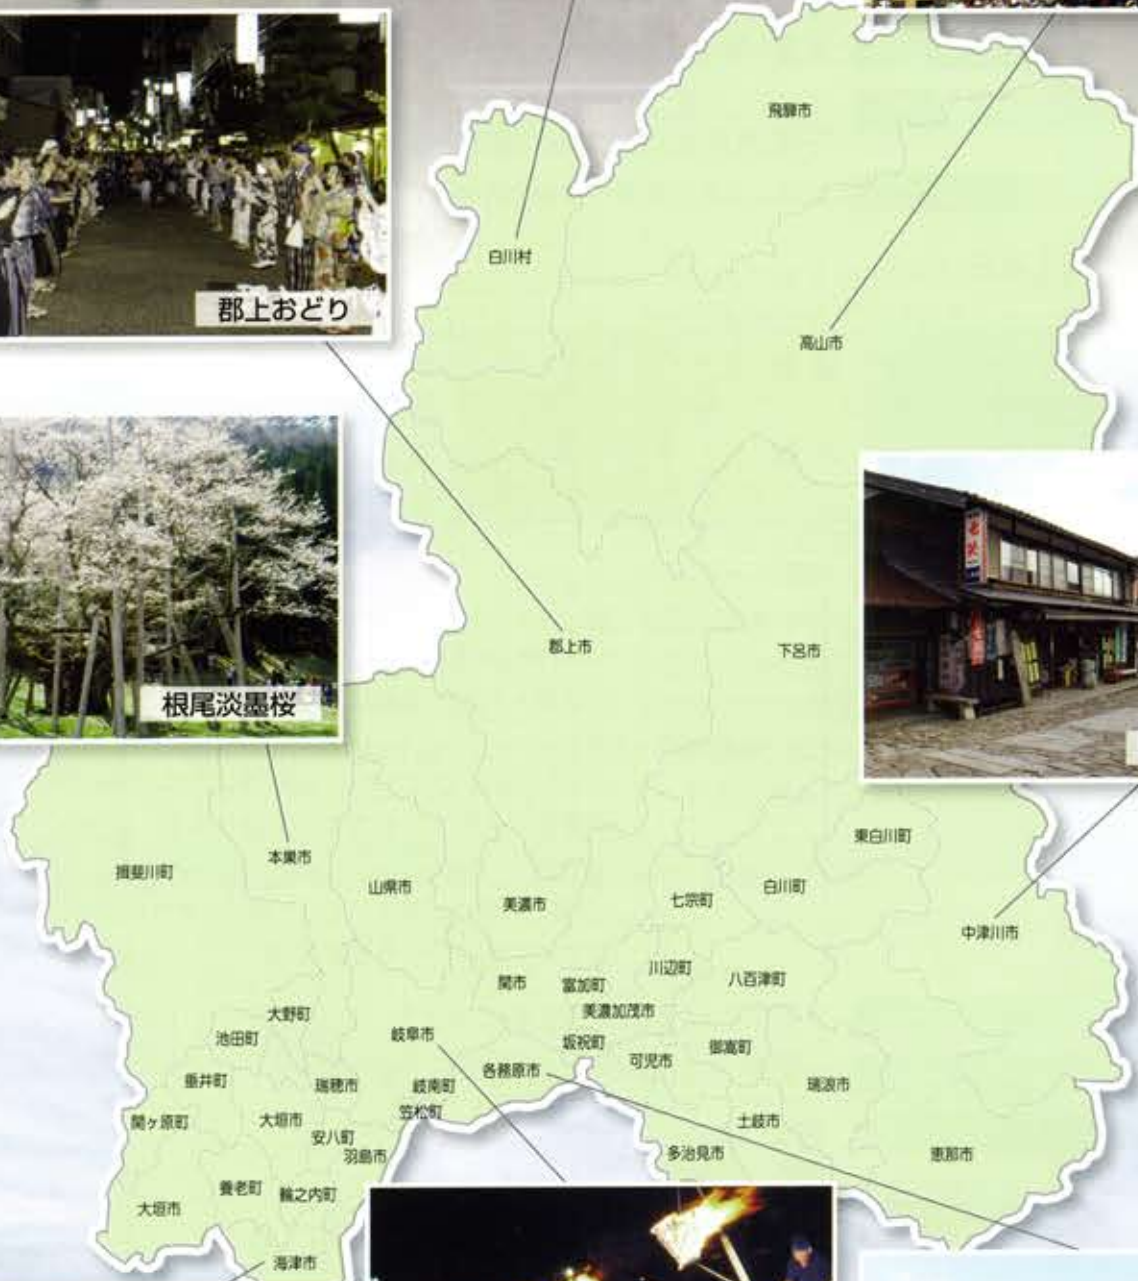 飛騨市
白川村
郡上おどり
高山市
根尾淡墨桜
郡上市
下呂市
東白川町
本巣市
揖斐川町
山県市
七宗町
白川町
美濃市
中津川市
川辺町
八百津町
関市
富加町
美濃加茂市
大野町
池田町
岐阜市
坂祝町
御嵩町
可児市
各務原市
垂井町
瑞穂市
岐南町
瑞浪市
笠松町
関ヶ原町
大垣市
土岐市
安八町
羽島市
多治見市
恵那市
養老町
輪之内町
大垣市
海津市